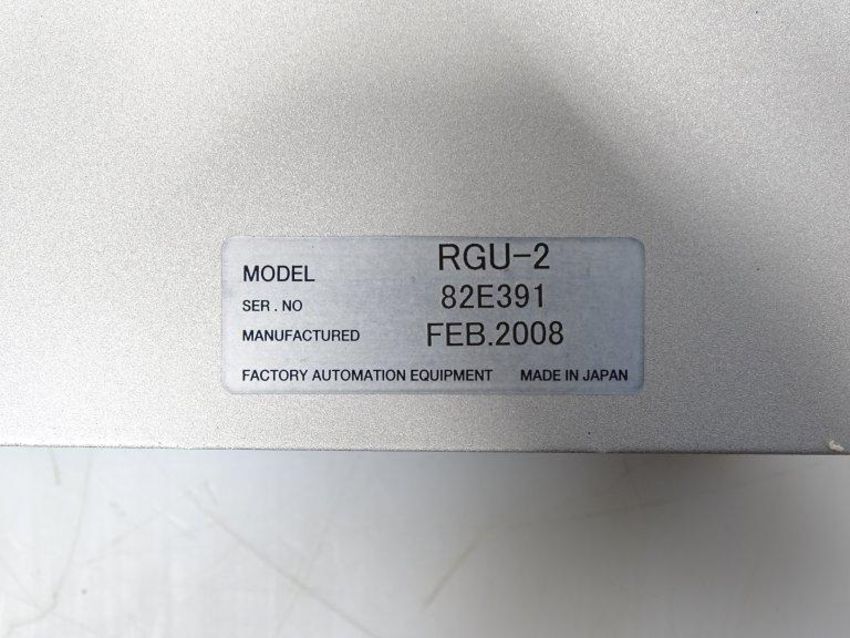 MODEL RGU-2
SER . NO 82E391
MANUFACTURED FEB.2008
FACTORY AUTOMATION EQUIPMENT MADE IN JAPAN